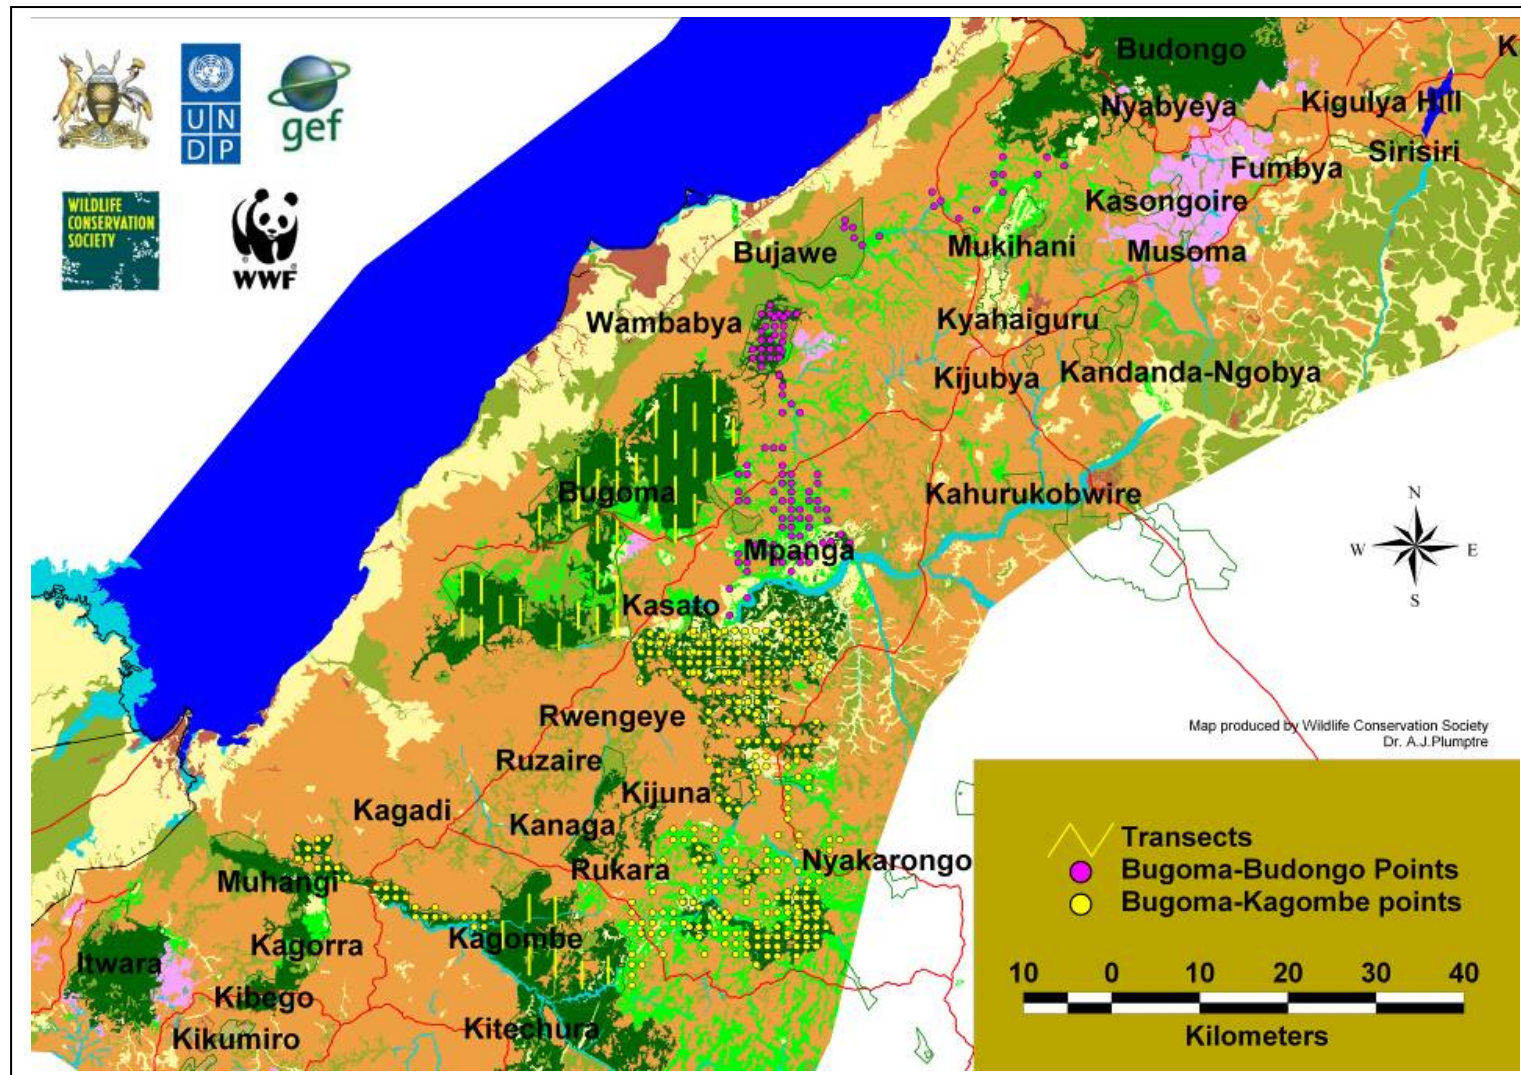 UN
DP
gef
WILDLIFE
CONSERVATION
SOCIETY
WWF
Budongo
K
Nyabyeya
Kigulya Hill
Sirisiri
Fumbya
Kasongoire
Bujawe
Mukihani
Musoma
Wambabya
Kyahaiguru
Kijubya
Kandanda-Ngobya
Bugoma
Kahurukobwire
N
W
E
S
Mpanga
Kasato
Rwengeye
Map produced by Wildlife Conservation Society
Dr. A.J.Plumptre
Ruzaire
Kijuna
Kagadi
Kanaga
Rukara
Nyakarongo
Muhangi
Kagorra
Kagombe
Itwara
Kibego
Kikumiro
Kitechura
Transects
Bugoma-Budongo Points
Bugoma-Kagombe points
10 0 10 20 30 40
Kilometers